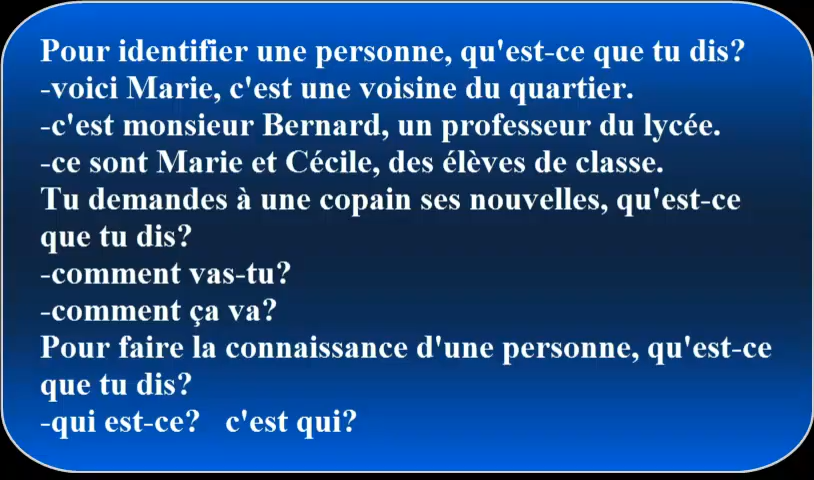 Pour identifier une personne, qu'est-ce que tu dis?
-voici Marie, c'est une voisine du quartier.
-c'est monsieur Bernard, un professeur du lycée.
-ce sont Marie et Cécile, des élèves de classe.
Tu demandes à une copain ses nouvelles, qu'est-ce
que tu dis?
-comment vas-tu?
-comment ça va?
Pour faire la connaissance d'une personne, qu'est-ce
que tu dis?
-qui est-ce?   c'est qui?